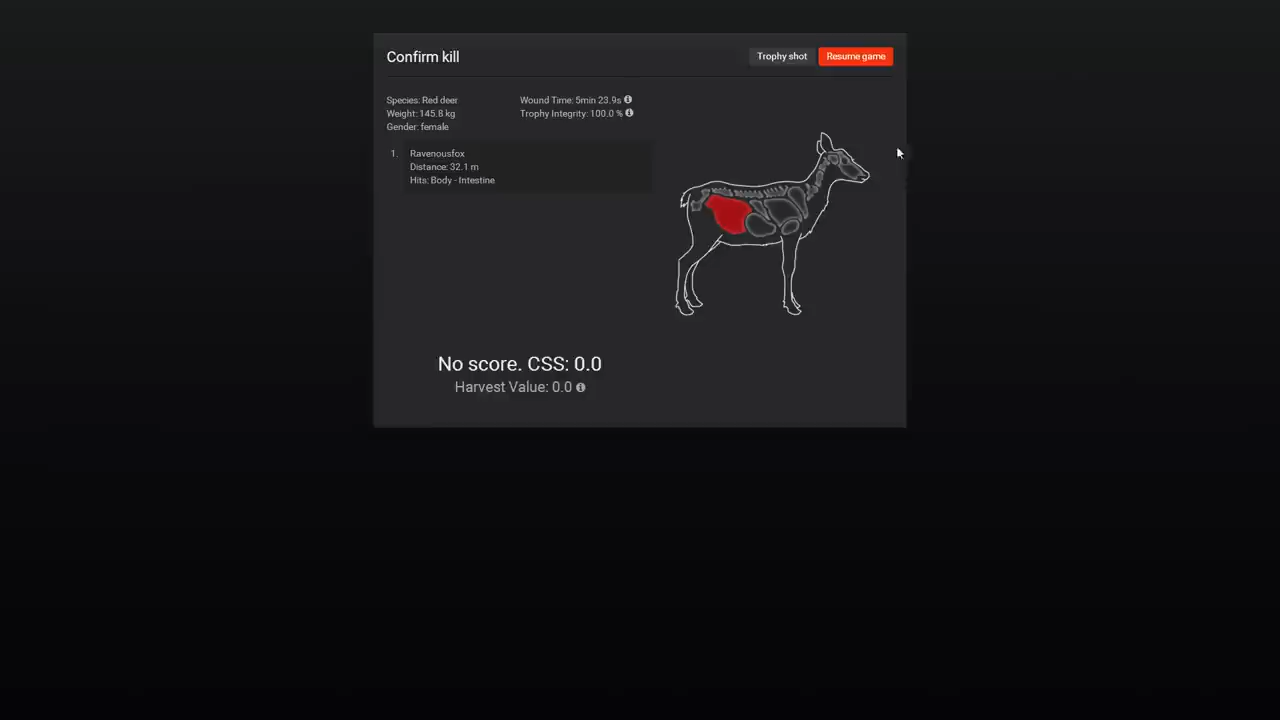 Confirm kill
Trophy shot
Resume game
Species: Red deer
Weight: 145.8 kg
Gender: female
Wound Time: 5min 23.9s
Trophy Integrity: 100.0 %
1. Ravenousfox
Distance: 32.1 m
Hits: Body - Intestine
No score. CSS: 0.0
Harvest Value: 0.0